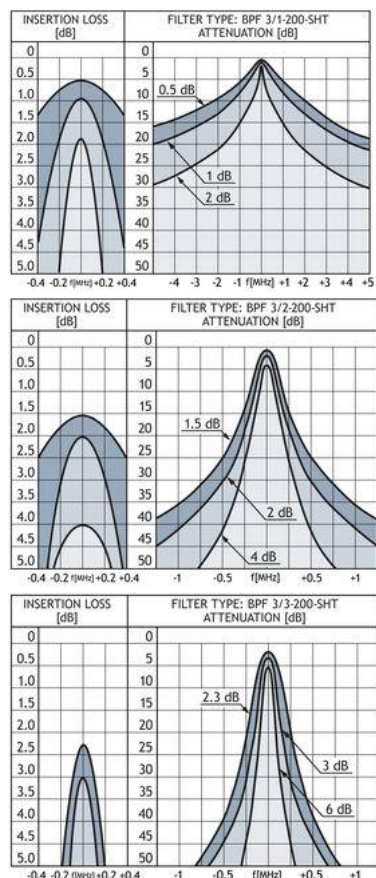 INSERTION LOSS
[dB]
FILTER TYPE: BPF 3/1-200-SHT
ATTENUATION [dB]
0
0.5
1.0
1.5
2.0
2.5
3.0
3.5
4.0
4.5
5.0
-0.4 -0.2 f[MHz] +0.2 +0.4
0
5
10
15
20
25
30
35
40
45
50
0.5 dB
1 dB
2 dB
-4 -3 -2 -1 f[MHz] +1 +2 +3 +4 +5
INSERTION LOSS
[dB]
FILTER TYPE: BPF 3/2-200-SHT
ATTENUATION [dB]
0
0.5
1.0
1.5
2.0
2.5
3.0
3.5
4.0
4.5
5.0
-0.4 -0.2 f[MHz] +0.2 +0.4
0
5
10
15
20
25
30
35
40
45
50
1.5 dB
2 dB
4 dB
-1 -0.5 f[MHz] +0.5 +1
INSERTION LOSS
[dB]
FILTER TYPE: BPF 3/3-200-SHT
ATTENUATION [dB]
0
0.5
1.0
1.5
2.0
2.5
3.0
3.5
4.0
4.5
5.0
-0.4 -0.2 f[MHz] +0.2 +0.4
0
5
10
15
20
25
30
35
40
45
50
2.3 dB
3 dB
6 dB
-1 -0.5 f[MHz] +0.5 +1